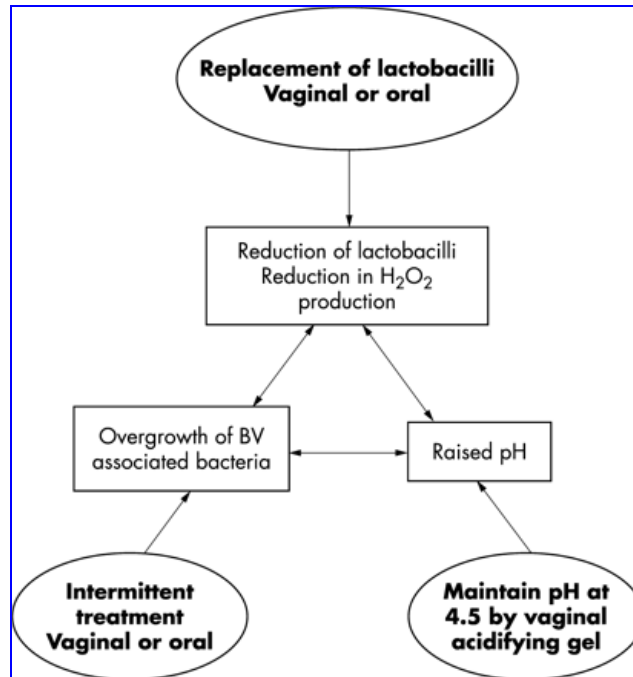 Replacement of lactobacilli
Vaginal or oral
Reduction of lactobacilli
Reduction in H₂O₂
production
Overgrowth of BV
associated bacteria
Raised pH
Intermittent
treatment
Vaginal or oral
Maintain pH at
4.5 by vaginal
acidifying gel